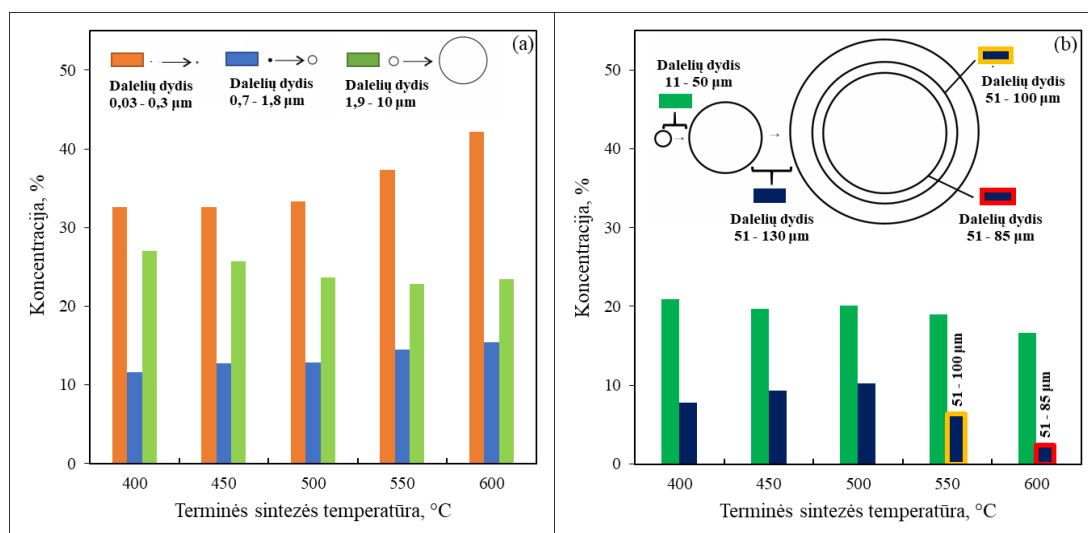 (a)
Dalelių dydis
0,03 - 0,3 µm
Dalelių dydis
0,7 - 1,8 µm
Dalelių dydis
1,9 - 10 µm
Koncentracija, %
50
40
30
20
10
0
400 450 500 550 600
Terminės sintezės temperatūra, °C
(b)
Dalelių dydis
11 - 50 µm
Dalelių dydis
51 - 100 µm
Dalelių dydis
51 - 130 µm
Dalelių dydis
51 - 85 µm
Koncentracija, %
50
40
30
20
10
0
51 - 100 µm
51 - 85 µm
400 450 500 550 600
Terminės sintezės temperatūra, °C